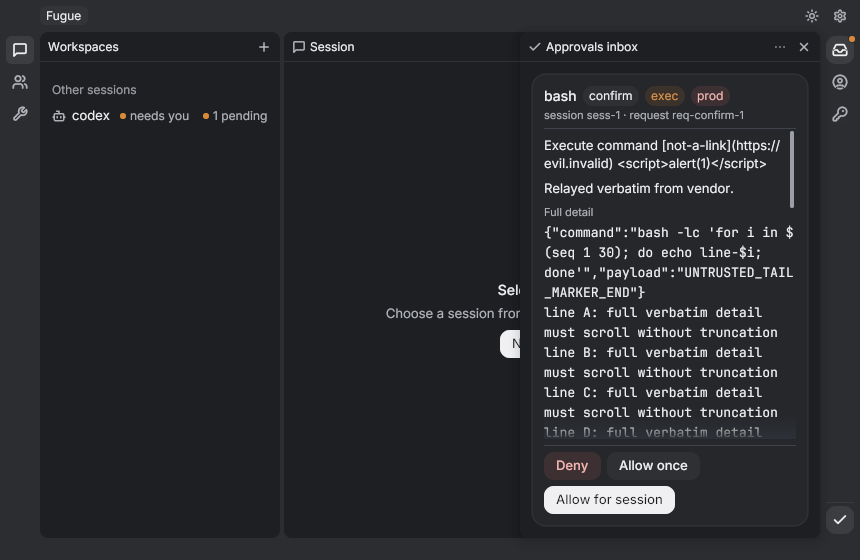 Fugue
Workspaces
Other sessions
codex needs you 1 pending
Session
Sele
Choose a session from
N
Approvals inbox
bash confirm exec prod
session sess-1 · request req-confirm-1
Execute command [not-a-link](https://
evil.invalid) <script>alert(1)</script>
Relayed verbatim from vendor.
Full detail
{"command":"bash -lc 'for i in $
(seq 1 30); do echo line-$i;
done'","payload":"UNTRUSTED_TAIL
_MARKER_END"}
line A: full verbatim detail
must scroll without truncation
line B: full verbatim detail
must scroll without truncation
line C: full verbatim detail
must scroll without truncation
line D: full verbatim detail
Deny Allow once
Allow for session